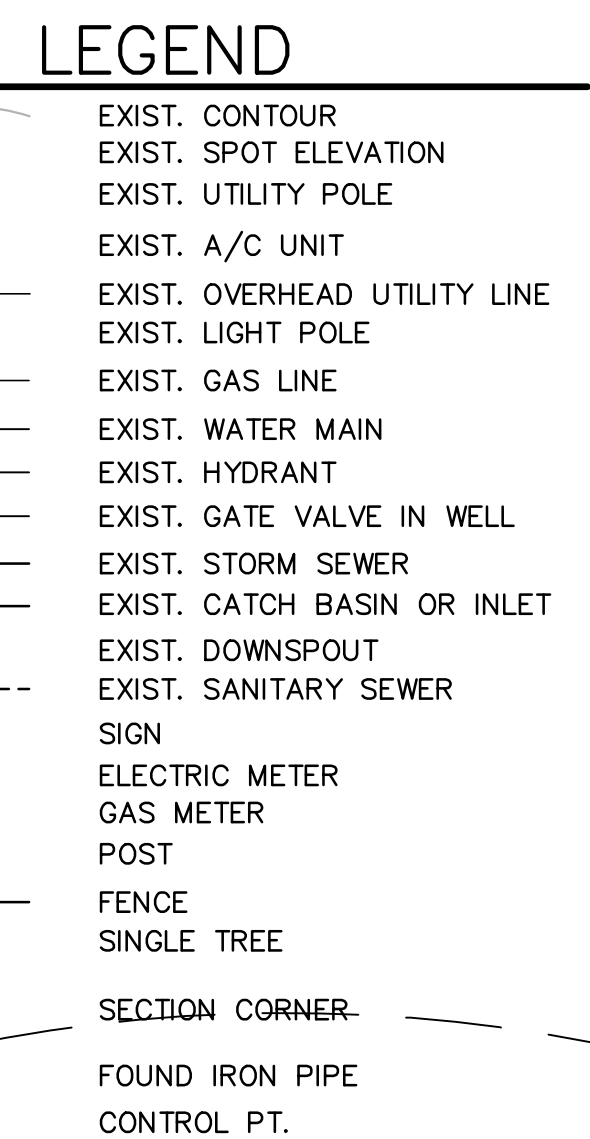 LEGEND
EXIST. CONTOUR
EXIST. SPOT ELEVATION
EXIST. UTILITY POLE
EXIST. A/C UNIT
EXIST. OVERHEAD UTILITY LINE
EXIST. LIGHT POLE
EXIST. GAS LINE
EXIST. WATER MAIN
EXIST. HYDRANT
EXIST. GATE VALVE IN WELL
EXIST. STORM SEWER
EXIST. CATCH BASIN OR INLET
EXIST. DOWNSPOUT
EXIST. SANITARY SEWER
SIGN
ELECTRIC METER
GAS METER
POST
FENCE
SINGLE TREE
SECTION CORNER
FOUND IRON PIPE
CONTROL PT.